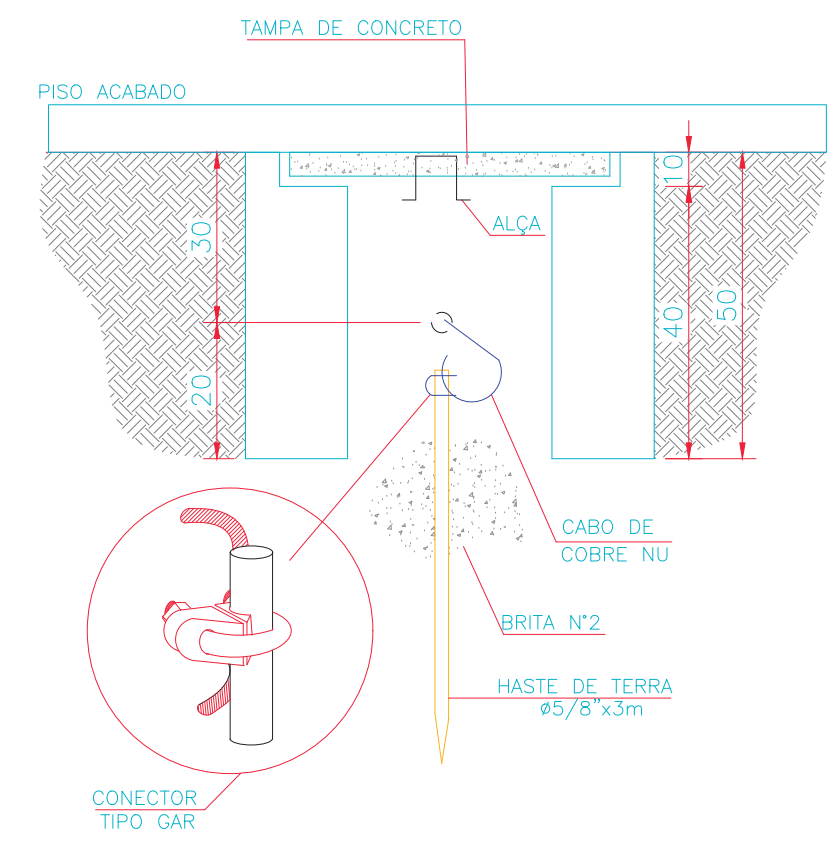 TAMPA DE CONCRETO
PISO ACABADO
10
30
ALÇA
40
50
20
CABO DE
COBRE NU
BRITA N°2
HASTE DE TERRA
ø5/8"x3m
CONECTOR
TIPO GAR